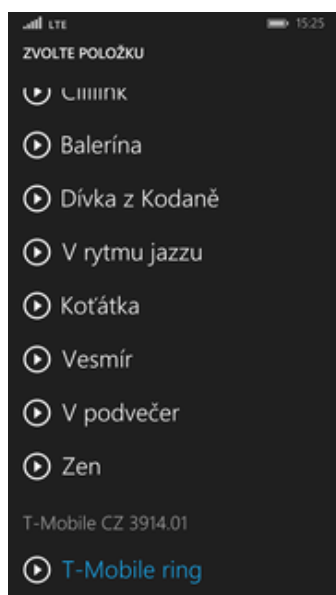 LTE 15:25
ZVOLTE POLOŽKU
Balerína
Dívka z Kodaně
V rytmu jazzu
Koťátka
Vesmír
V podvečer
Zen
T-Mobile CZ 3914.01
T-Mobile ring